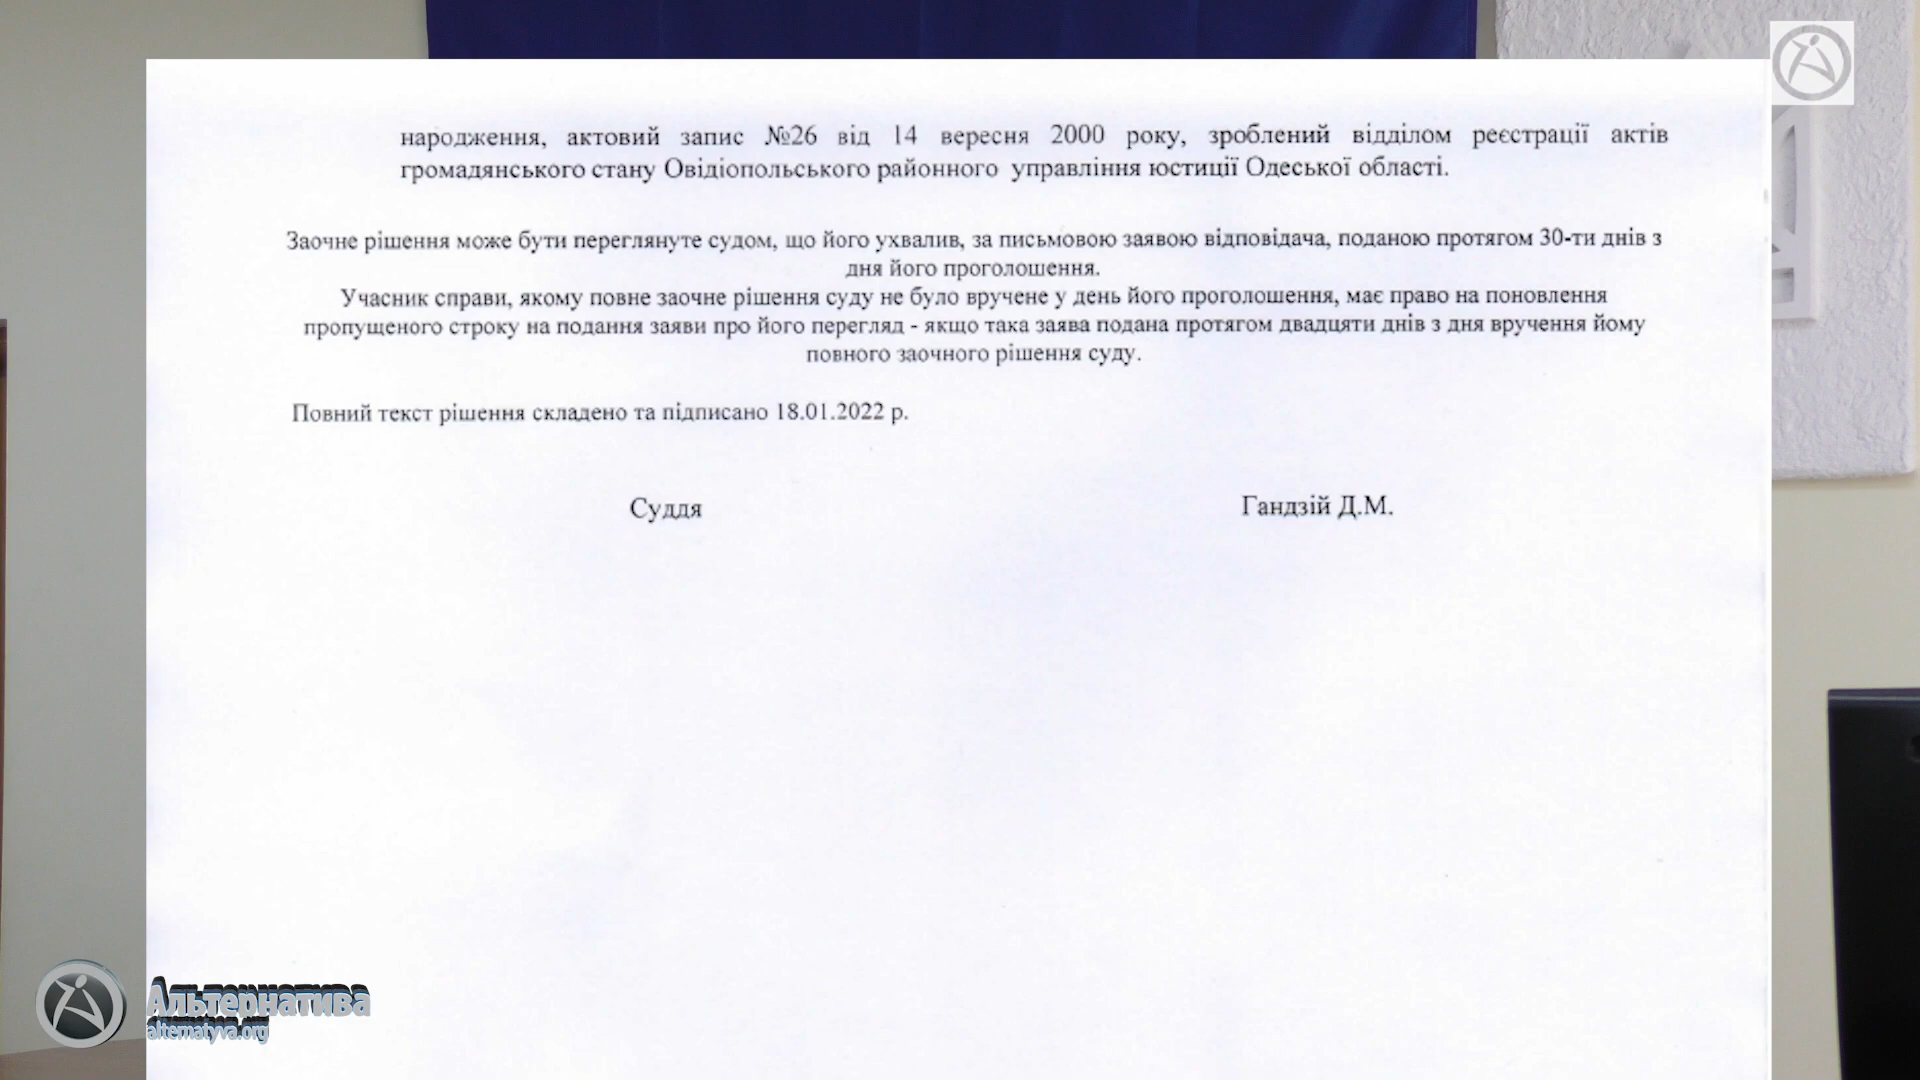 народження, актовий запис №26 від 14 вересня 2000 року, зроблений відділом реєстрації актів
громадянського стану Овідіопольського районного управління юстиції Одеської області.
Заочне рішення може бути переглянуте судом, що його ухвалив, за письмовою заявою відповідача, поданою протягом 30-ти днів з
дня його проголошення.
Учасник справи, якому повне заочне рішення суду не було вручене у день його проголошення, має право на поновлення
пропущеного строку на подання заяви про його перегляд - якщо така заява подана протягом двадцяти днів з дня вручення йому
повного заочного рішення суду.
Повний текст рішення складено та підписано 18.01.2022 р.
Суддя Гандзій Д.М.
Альтернатива
alternatyva.org